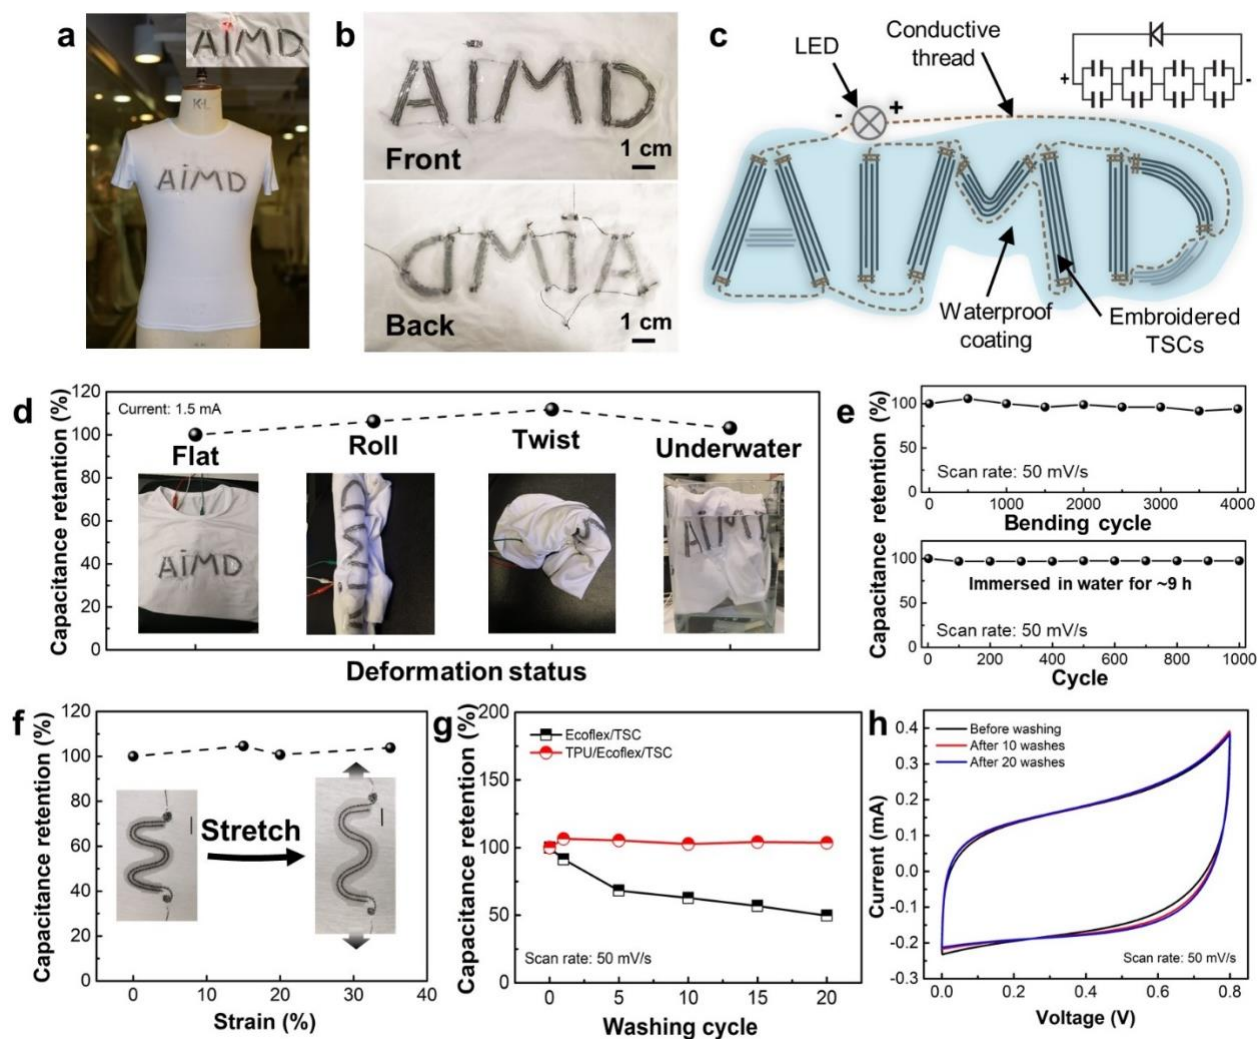 a
AiMD
K-L
AiMD
b
AiMD
Front
1 cm
AIMD
Back
1 cm
c
LED
Conductive
thread
- +
+ -
AIMD
Waterproof
coating
Embroidered
TSCs
d
Capacitance retantion (%)
120
100
80
60
40
20
0
Current: 1.5 mA
Flat
Roll
Twist
Underwater
AiMD
AiMD
Deformation status
e
Capacitance retention (%)
100
50
0
Scan rate: 50 mV/s
0 1000 2000 3000 4000
Bending cycle
100
50
0
Immersed in water for ~9 h
Scan rate: 50 mV/s
0 200 400 600 800 1000
Cycle
f
Capacitance retention (%)
120
100
80
60
40
20
0
Stretch
0 10 20 30 40
Strain (%)
g
Capacitance retention (%)
200
150
100
50
0
Ecoflex/TSC
TPU/Ecoflex/TSC
Scan rate: 50 mV/s
0 5 10 15 20
Washing cycle
h
Current (mA)
0.4
0.3
0.2
0.1
0.0
-0.1
-0.2
-0.3
Before washing
After 10 washes
After 20 washes
Scan rate: 50 mV/s
0.0 0.2 0.4 0.6 0.8
Voltage (V)